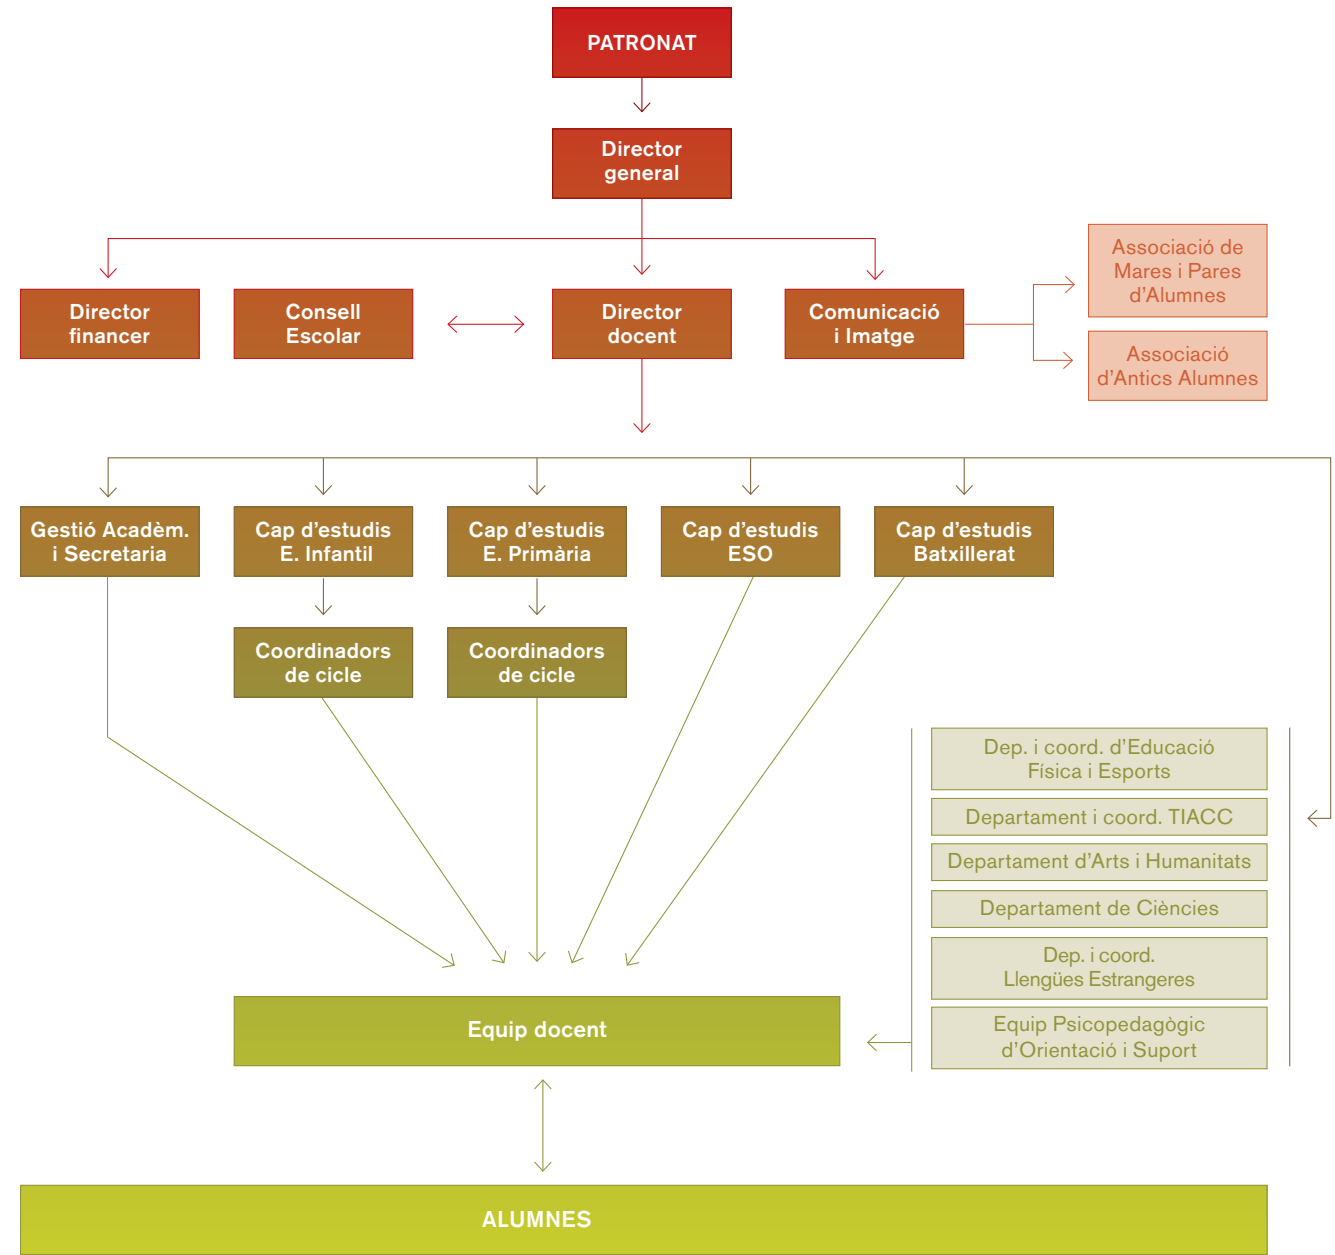 PATRONAT
Director
general
Associació de
Mares i Pares
d’Alumnes
Director
financer
Consell
Escolar
Director
docent
Comunicació
i Imatge
Associació
d’Antics Alumnes
Gestió Acadèm.
i Secretaria
Cap d’estudis
E. Infantil
Cap d’estudis
E. Primària
Cap d’estudis
ESO
Cap d’estudis
Batxillerat
Coordinadors
de cicle
Coordinadors
de cicle
Dep. i coord. d’Educació
Física i Esports
Departament i coord. TIACC
Departament d’Arts i Humanitats
Departament de Ciències
Dep. i coord.
Llengües Estrangeres
Equip Psicopedagògic
d’Orientació i Suport
Equip docent
ALUMNES